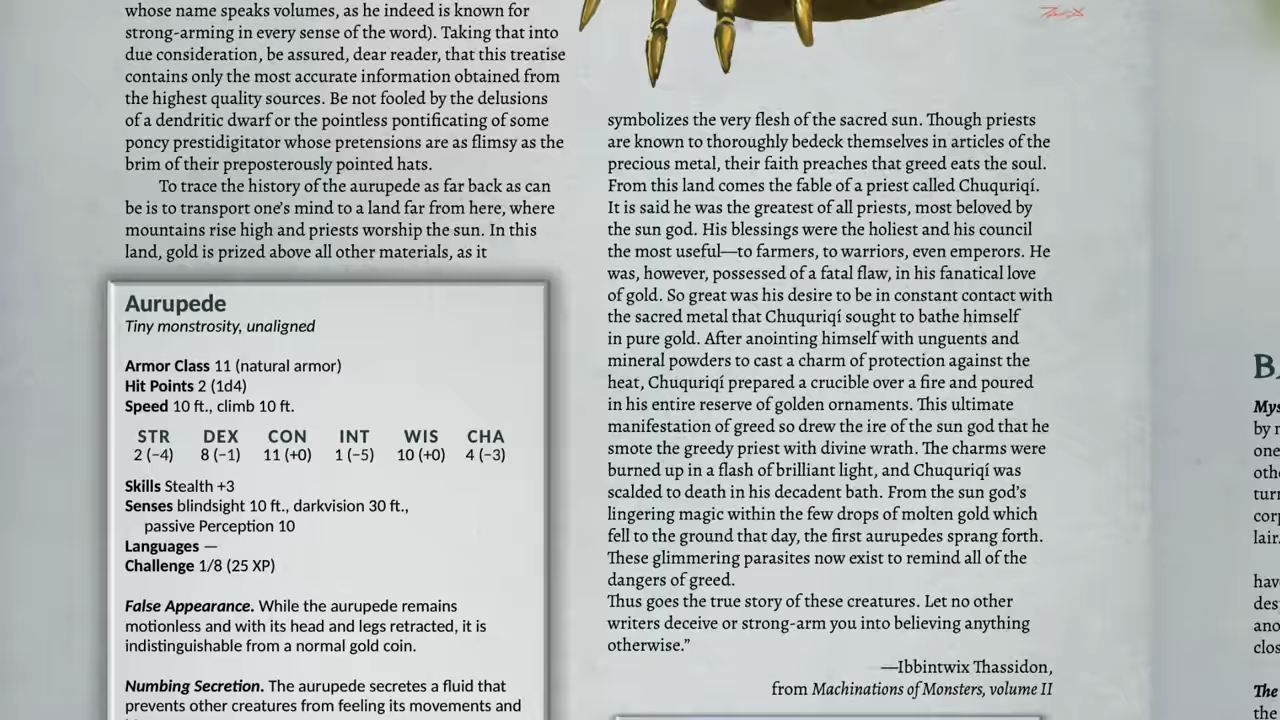 whose name speaks volumes, as he indeed is known for
strong-arming in every sense of the word). Taking that into
due consideration, be assured, dear reader, that this treatise
contains only the most accurate information obtained from
the highest quality sources. Be not fooled by the delusions
of a dendritic dwarf or the pointless pontificating of some
poncy prestidigitator whose pretensions are as flimsy as the
brim of their preposterously pointed hats.
To trace the history of the aurupede as far back as can
be is to transport one’s mind to a land far from here, where
mountains rise high and priests worship the sun. In this
land, gold is prized above all other materials, as it
Aurupede
Tiny monstrosity, unaligned
Armor Class 11 (natural armor)
Hit Points 2 (1d4)
Speed 10 ft., climb 10 ft.
STR DEX CON INT WIS CHA
2 (−4) 8 (−1) 11 (+0) 1 (−5) 10 (+0) 4 (−3)
Skills Stealth +3
Senses blindsight 10 ft., darkvision 30 ft.,
passive Perception 10
Languages —
Challenge 1/8 (25 XP)
False Appearance. While the aurupede remains
motionless and with its head and legs retracted, it is
indistinguishable from a normal gold coin.
Numbing Secretion. The aurupede secretes a fluid that
prevents other creatures from feeling its movements and
symbolizes the very flesh of the sacred sun. Though priests
are known to thoroughly bedeck themselves in articles of the
precious metal, their faith preaches that greed eats the soul.
From this land comes the fable of a priest called Chuquriqí.
It is said he was the greatest of all priests, most beloved by
the sun god. His blessings were the holiest and his council
the most useful—to farmers, to warriors, even emperors. He
was, however, possessed of a fatal flaw, in his fanatical love
of gold. So great was his desire to be in constant contact with
the sacred metal that Chuquriqí sought to bathe himself
in pure gold. After anointing himself with unguents and
mineral powders to cast a charm of protection against the
heat, Chuquriqí prepared a crucible over a fire and poured
in his entire reserve of golden ornaments. This ultimate
manifestation of greed so drew the ire of the sun god that he
smote the greedy priest with divine wrath. The charms were
burned up in a flash of brilliant light, and Chuquriqí was
scalded to death in his decadent bath. From the sun god’s
lingering magic within the few drops of molten gold which
fell to the ground that day, the first aurupedes sprang forth.
These glimmering parasites now exist to remind all of the
dangers of greed.
Thus goes the true story of these creatures. Let no other
writers deceive or strong-arm you into believing anything
otherwise.”
—Ibbintwix Thassidon,
from Machinations of Monsters, volume II
by
one
lair.
the